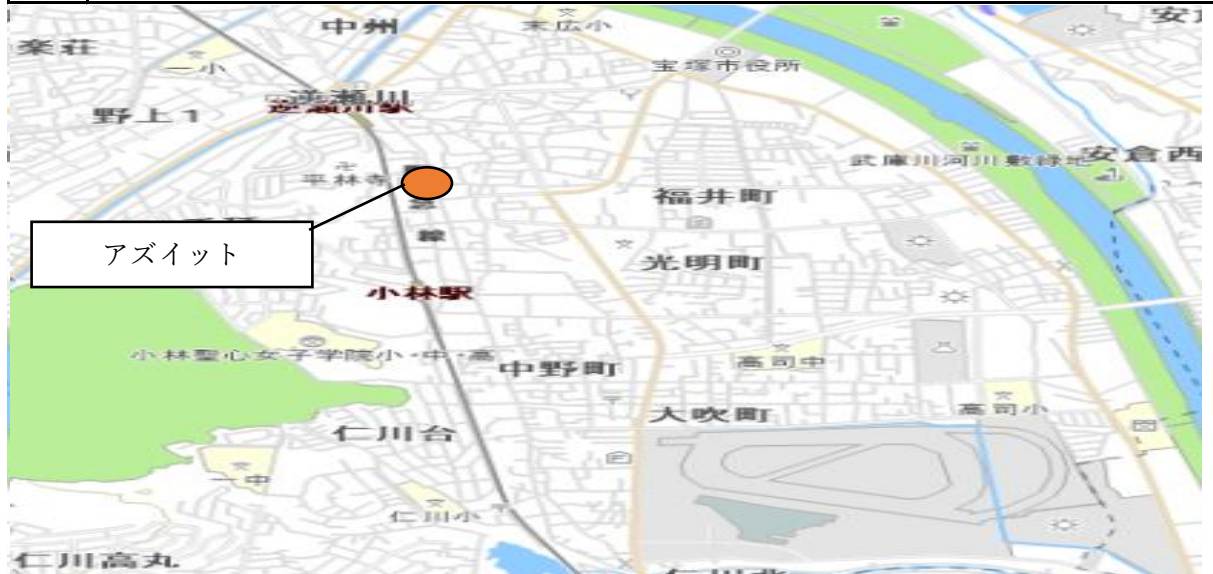 中州
末広小
楽荘
一小
宝塚市役所
逆瀬川
逆瀬川駅
野上1
武庫川河川敷緑地
安倉西
平林寺
福井町
アズイット
線
光明町
小林駅
小林聖心女子学院小・中・高
中野町
高司中
大吹町
高司小
仁川台
一中
仁川小
仁川高丸
仁川北